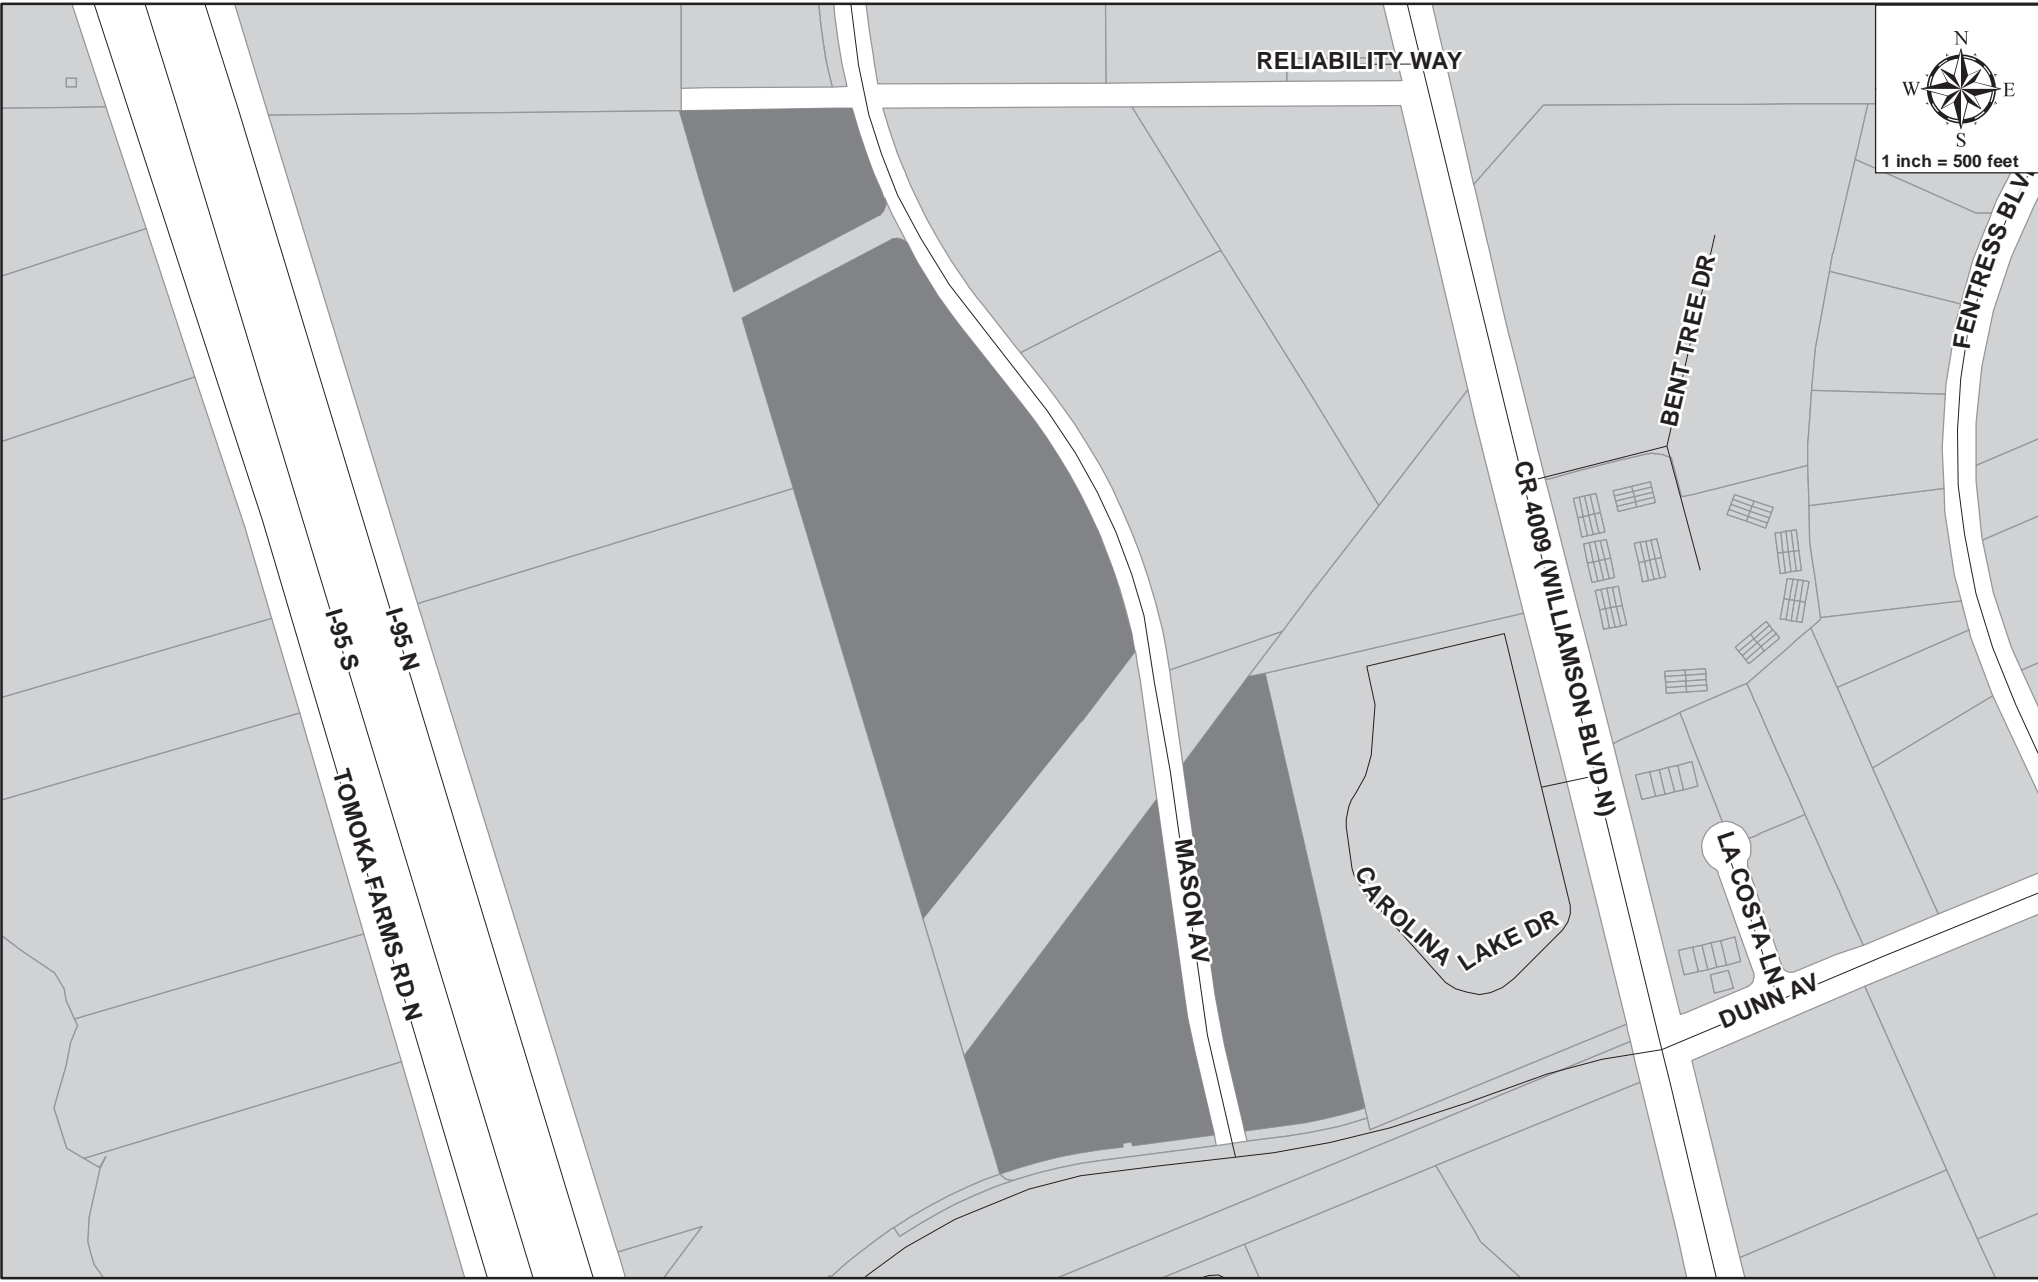 RELIABILITY WAY
N
W
E
S
1 inch = 500 feet
FENTRESS BLV
BENT TREE DR
CR 4009 (WILLIAMSON BLVD N)
I-95 S
I-95 N
TOMOKA FARMS RD N
MASON AV
CAROLINA LAKE DR
LA COSTA LN
DUNN AV